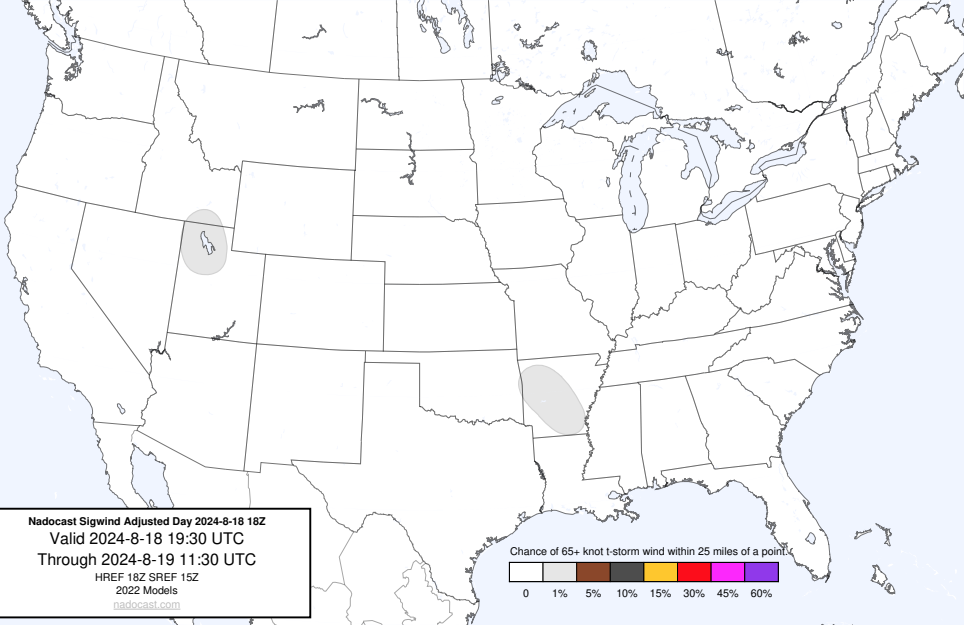 Nadocast Sigwind Adjusted Day 2024-8-18 18Z
Valid 2024-8-18 19:30 UTC
Through 2024-8-19 11:30 UTC
HREF 18Z SREF 15Z
2022 Models
nadocast.com
Chance of 65+ knot t-storm wind within 25 miles of a point.
0 1% 5% 10% 15% 30% 45% 60%